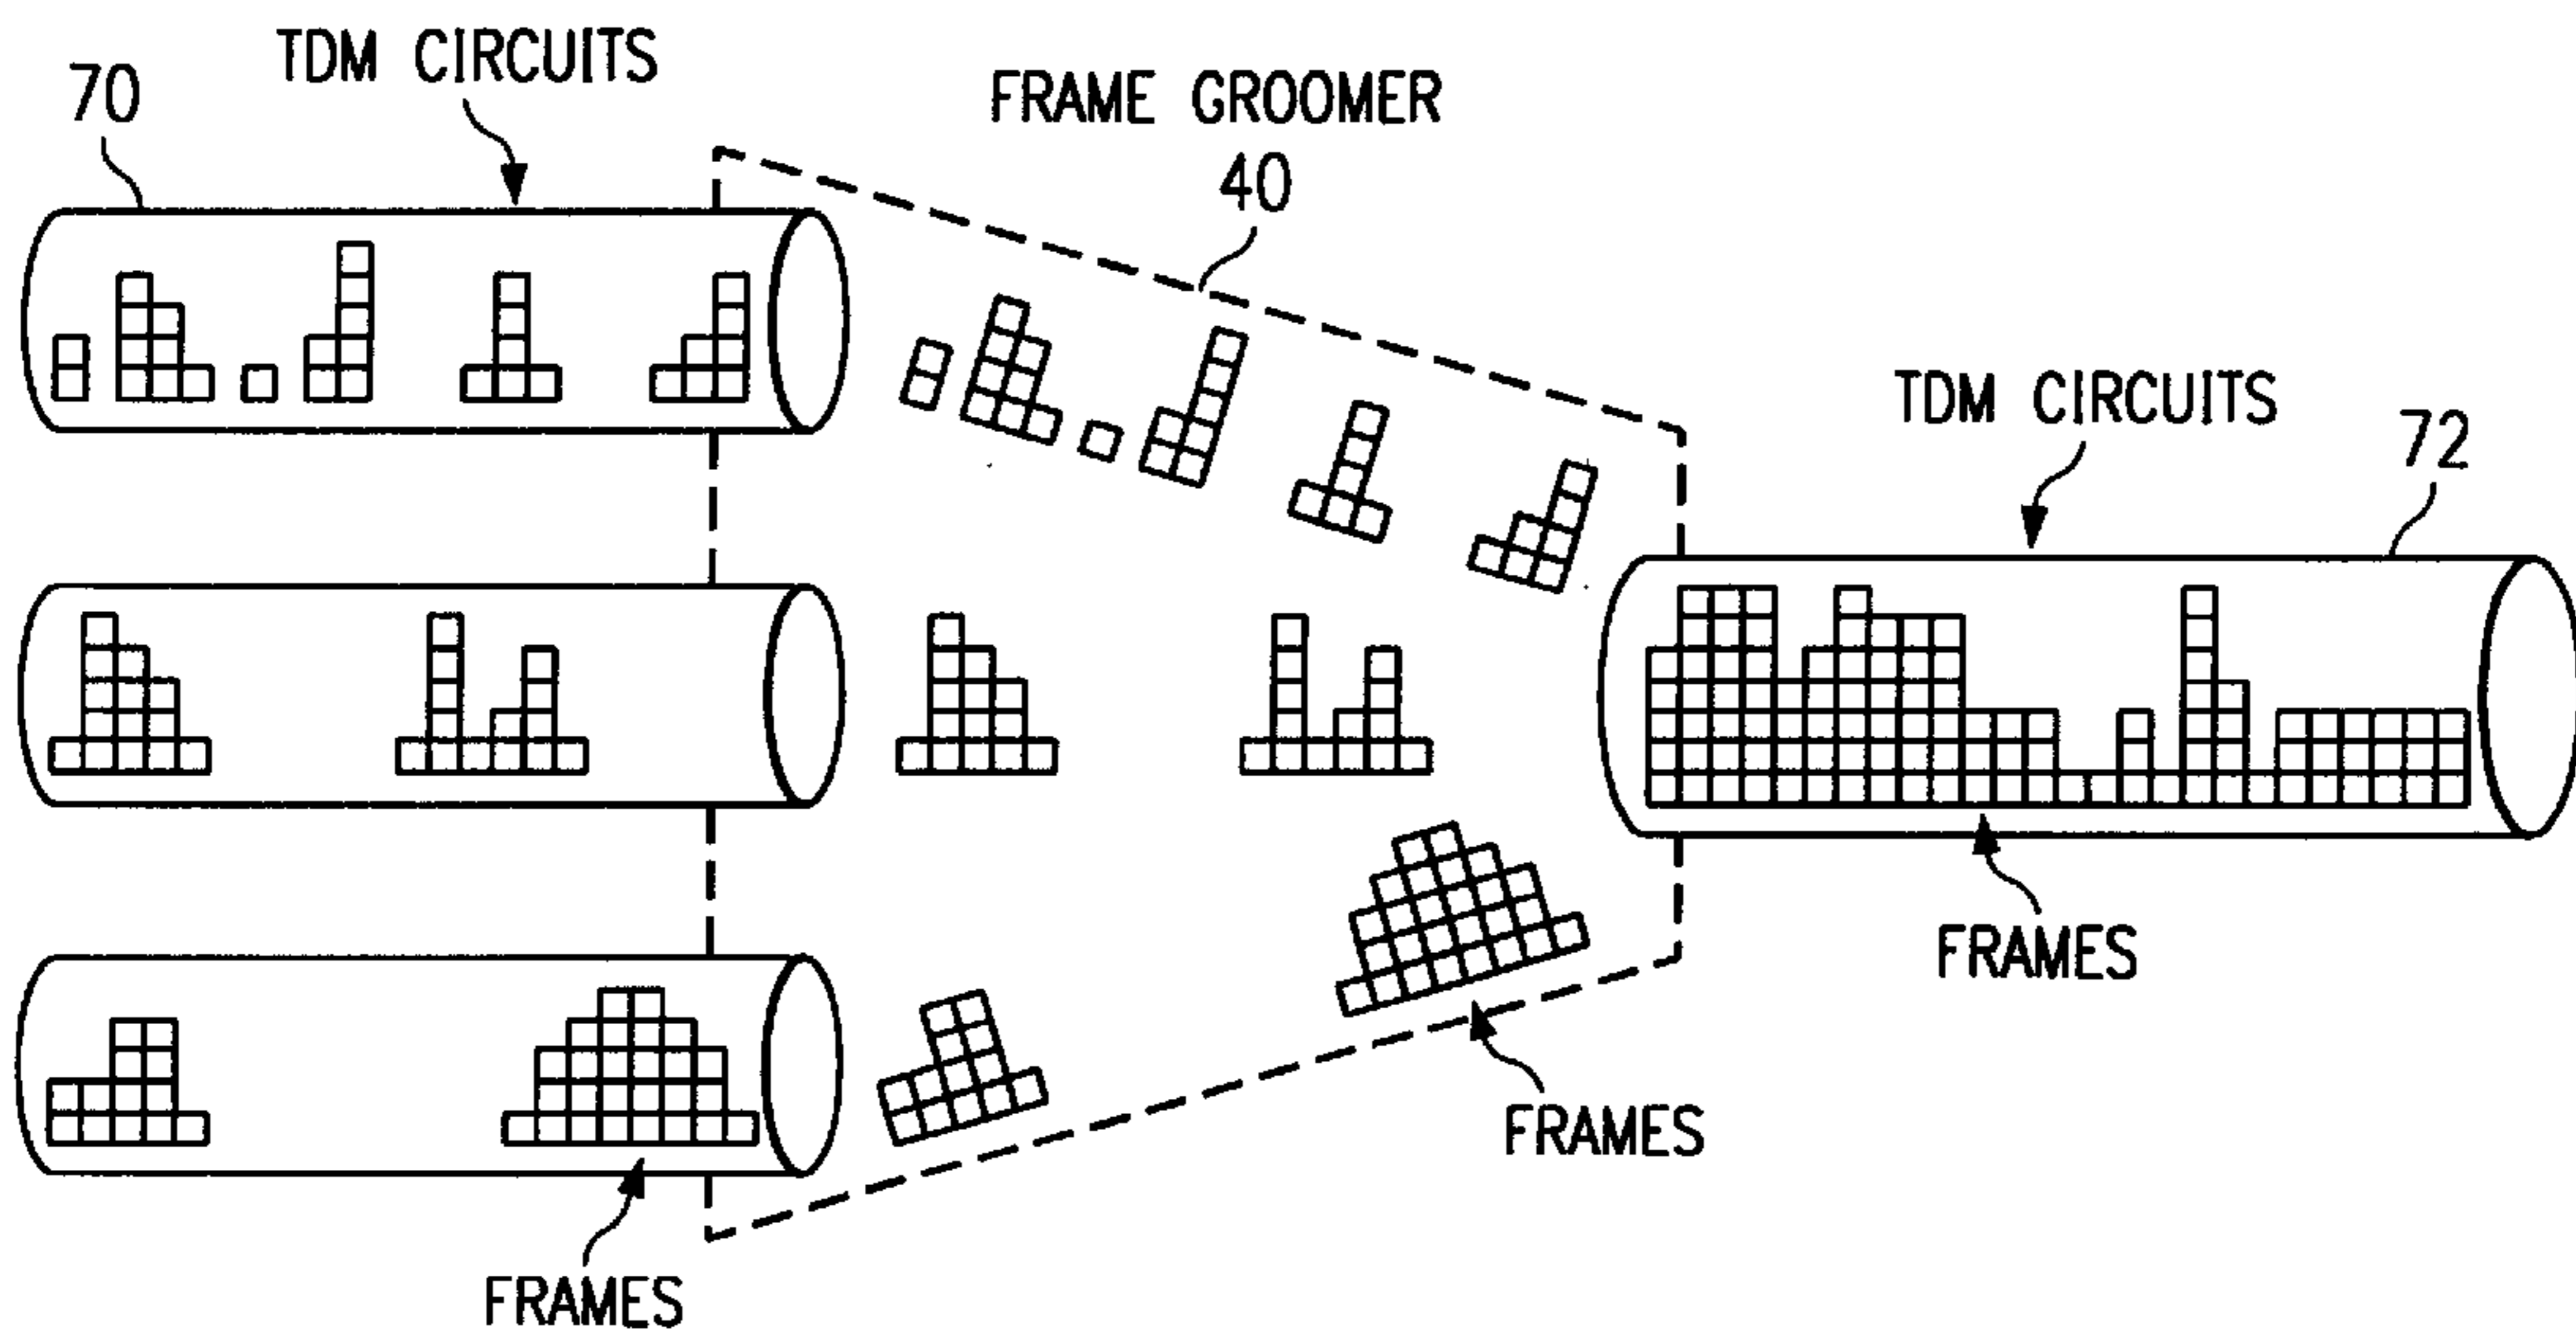 TDM CIRCUITS
70
FRAME GROOMER
40
TDM CIRCUITS
72
FRAMES
FRAMES
FRAMES